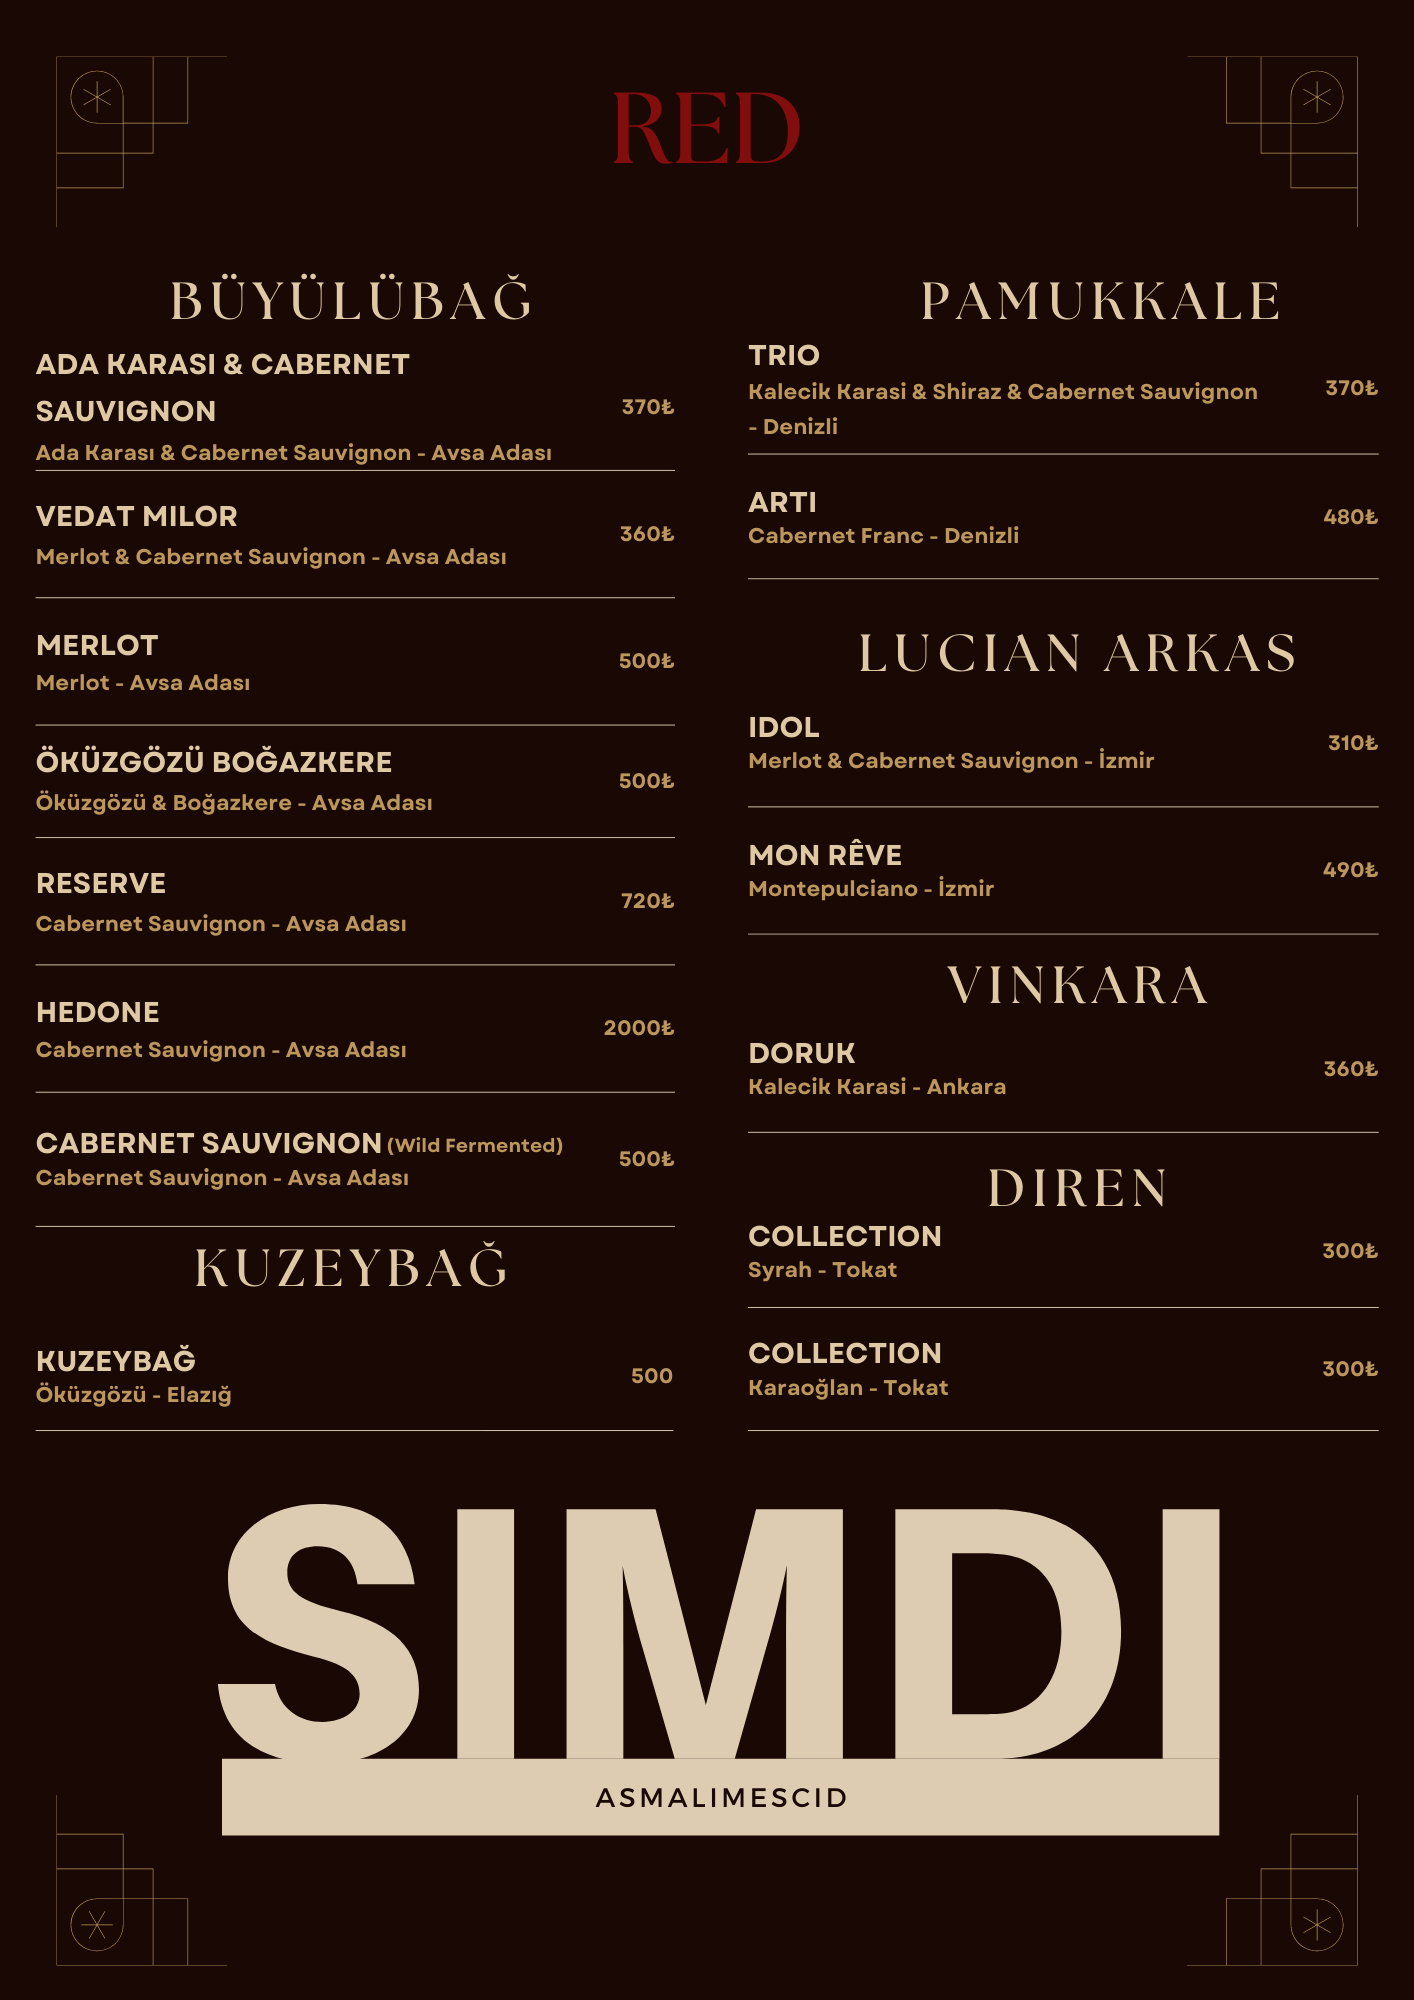 RED
BÜYÜLÜBAĞ
ADA KARASI & CABERNET
SAUVIGNON
370₺
Ada Karası & Cabernet Sauvignon - Avsa Adası
VEDAT MILOR
360₺
Merlot & Cabernet Sauvignon - Avsa Adası
MERLOT
500₺
Merlot - Avsa Adası
ÖKÜZGÖZÜ BOĞAZKERE
500₺
Öküzgözü & Boğazkere - Avsa Adası
RESERVE
720₺
Cabernet Sauvignon - Avsa Adası
HEDONE
2000₺
Cabernet Sauvignon - Avsa Adası
CABERNET SAUVIGNON (Wild Fermented)
500₺
Cabernet Sauvignon - Avsa Adası
KUZEYBAĞ
KUZEYBAĞ
500
Öküzgözü - Elazığ
PAMUKKALE
TRIO
Kalecik Karasi & Shiraz & Cabernet Sauvignon
370₺
- Denizli
ARTI
480₺
Cabernet Franc - Denizli
LUCIAN ARKAS
IDOL
310₺
Merlot & Cabernet Sauvignon - İzmir
MON RÊVE
490₺
Montepulciano - İzmir
VINKARA
DORUK
360₺
Kalecik Karasi - Ankara
DIREN
COLLECTION
300₺
Syrah - Tokat
COLLECTION
300₺
Karaoğlan - Tokat
SIMDI
ASMALIMESCID